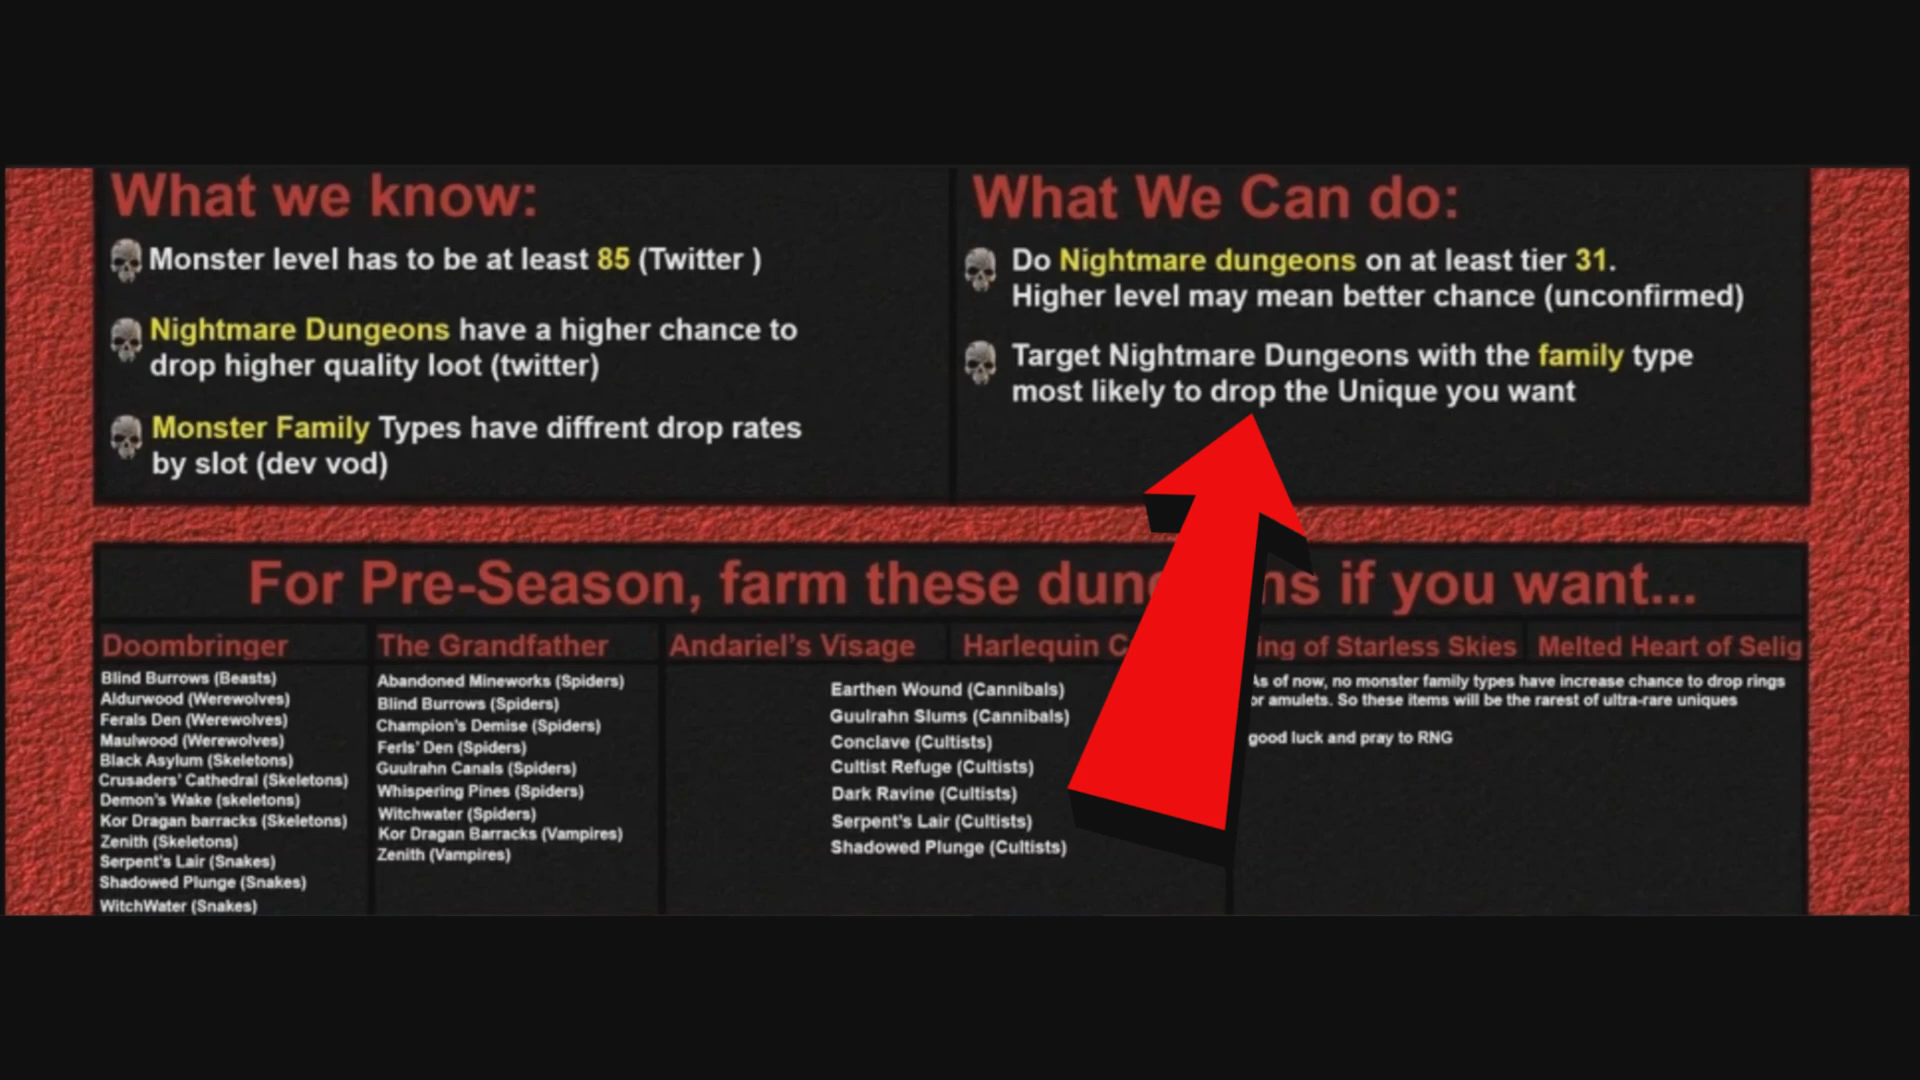 What we know:
Monster level has to be at least 85 (Twitter )
Nightmare Dungeons have a higher chance to
drop higher quality loot (twitter)
Monster Family Types have diffrent drop rates
by slot (dev vod)
What We Can do:
Do Nightmare dungeons on at least tier 31.
Higher level may mean better chance (unconfirmed)
Target Nightmare Dungeons with the family type
most likely to drop the Unique you want
For Pre-Season, farm these if you want...
Doombringer
Blind Burrows (Beasts)
Aldurwood (Werewolves)
Ferals Den (Werewolves)
Maulwood (Werewolves)
Black Asylum (Skeletons)
Crusaders' Cathedral (Skeletons)
Demon's Wake (skeletons)
Kor Dragan barracks (Skeletons)
Zenith (Skeletons)
Serpent's Lair (Snakes)
Shadowed Plunge (Snakes)
WitchWater (Snakes)
The Grandfather
Abandoned Mineworks (Spiders)
Blind Burrows (Spiders)
Champion's Demise (Spiders)
Ferls' Den (Spiders)
Guulrahn Canals (Spiders)
Whispering Pines (Spiders)
Witchwater (Spiders)
Kor Dragan Barracks (Vampires)
Zenith (Vampires)
Andariel's Visage
Harlequin
Earthen Wound (Cannibals)
Guulrahn Slums (Cannibals)
Conclave (Cultists)
Cultist Refuge (Cultists)
Dark Ravine (Cultists)
Serpent's Lair (Cultists)
Shadowed Plunge (Cultists)
ing of Starless Skies
Melted Heart of Selig
As of now, no monster family types have increase chance to drop rings
or amulets. So these items will be the rarest of ultra-rare uniques
good luck and pray to RNG